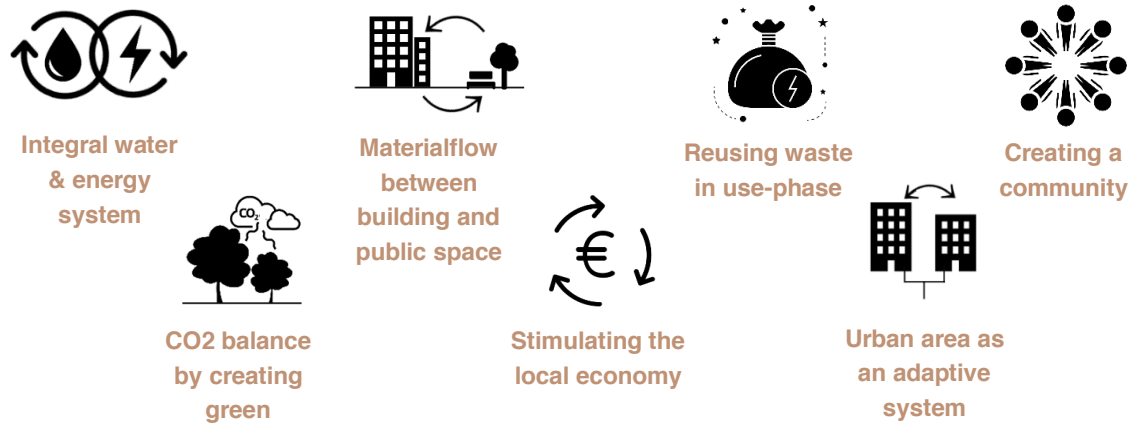 Integral water
& energy
system
CO2
CO2 balance
by creating
green
Materialflow
between
building and
public space
€
Stimulating the
local economy
Reusing waste
in use-phase
Urban area as
an adaptive
system
Creating a
community